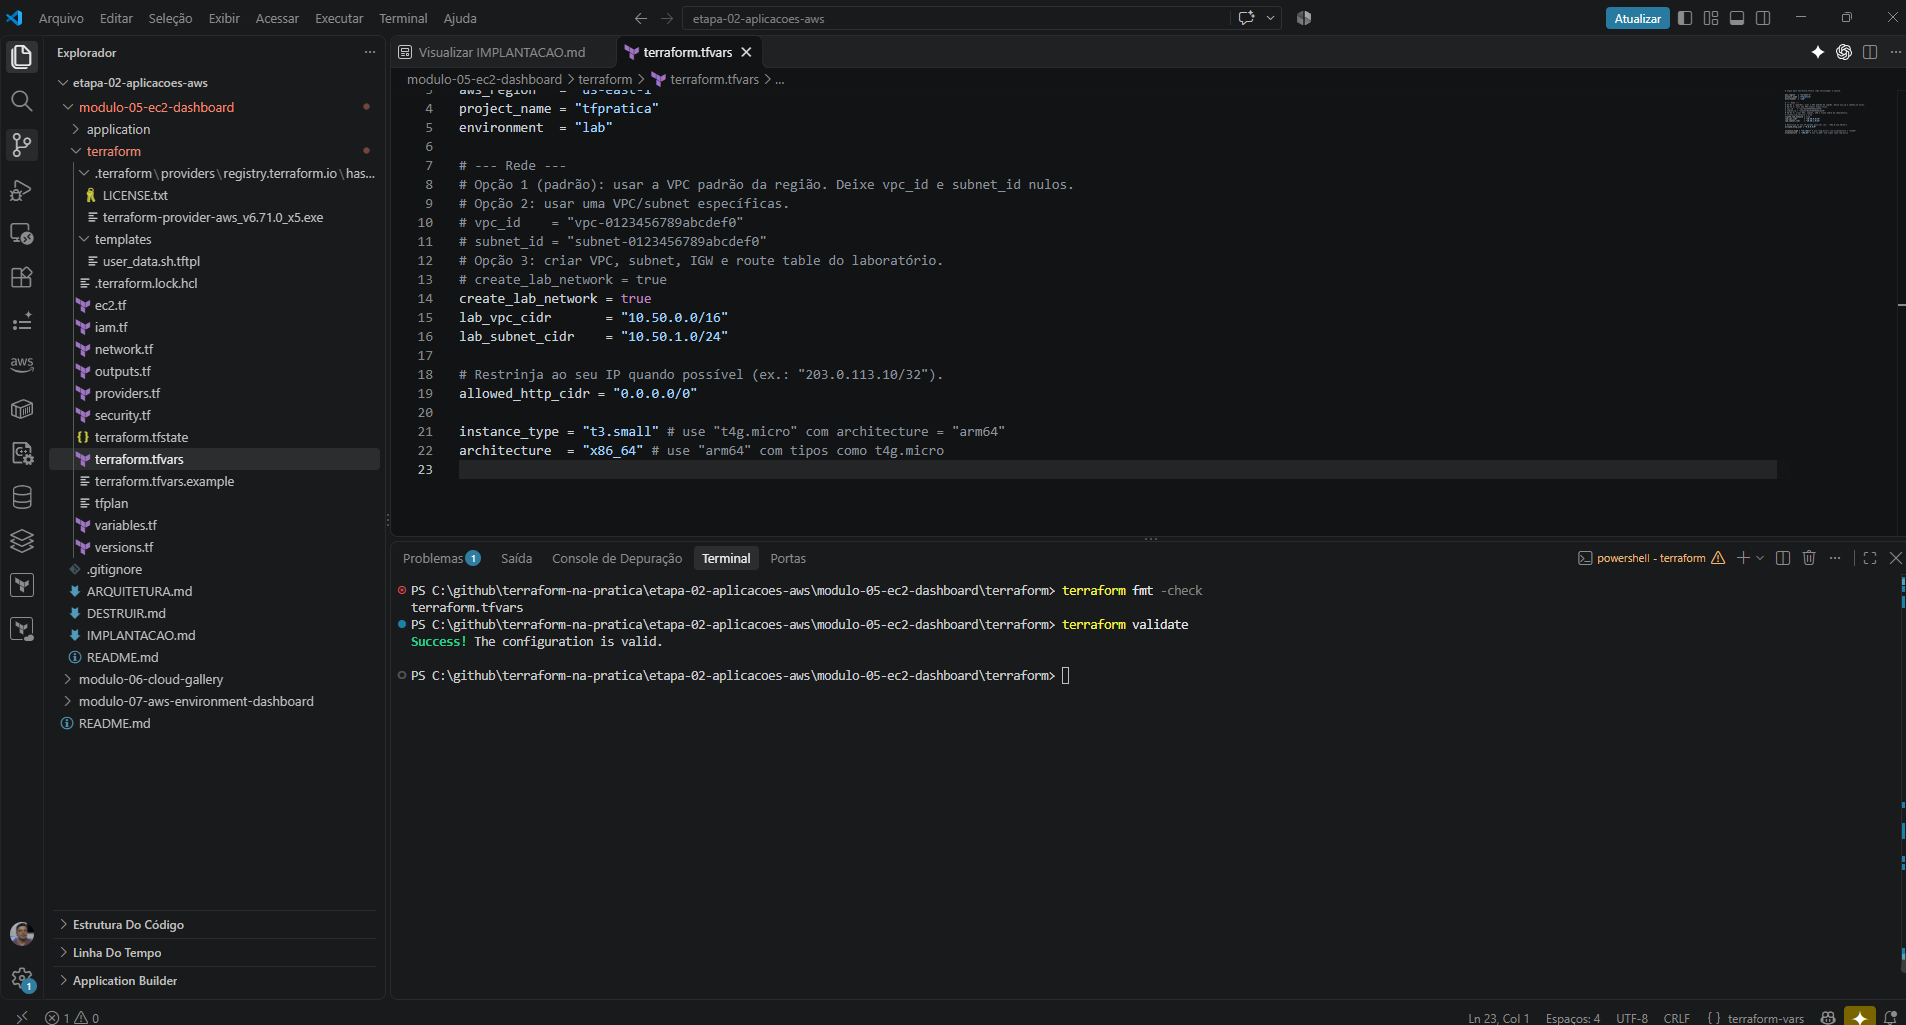 Arquivo Editar Seleção Exibir Acessar Executar Terminal Ajuda
etapa-02-aplicacoes-aws
Atualizar
Explorador
etapa-02-aplicacoes-aws
modulo-05-ec2-dashboard
application
terraform
.terraform\providers\registry.terraform.io\has...
LICENSE.txt
terraform-provider-aws_v6.71.0_x5.exe
templates
user_data.sh.tftpl
.terraform.lock.hcl
ec2.tf
iam.tf
network.tf
outputs.tf
providers.tf
security.tf
terraform.tfstate
terraform.tfvars
terraform.tfvars.example
tfplan
variables.tf
versions.tf
.gitignore
ARQUITETURA.md
DESTRUIR.md
IMPLANTACAO.md
README.md
modulo-06-cloud-gallery
modulo-07-aws-environment-dashboard
README.md
Estrutura Do Código
Linha Do Tempo
Application Builder
aws
1
Visualizar IMPLANTACAO.md
terraform.tfvars
modulo-05-ec2-dashboard > terraform > terraform.tfvars > ...
3 aws_region = "us-east-1"
4 project_name = "tfpratica"
5 environment = "lab"
6
7 # --- Rede ---
8 # Opção 1 (padrão): usar a VPC padrão da região. Deixe vpc_id e subnet_id nulos.
9 # Opção 2: usar uma VPC/subnet específicas.
10 # vpc_id = "vpc-0123456789abcdef0"
11 # subnet_id = "subnet-0123456789abcdef0"
12 # Opção 3: criar VPC, subnet, IGW e route table do laboratório.
13 # create_lab_network = true
14 create_lab_network = true
15 lab_vpc_cidr = "10.50.0.0/16"
16 lab_subnet_cidr = "10.50.1.0/24"
17
18 # Restrinja ao seu IP quando possível (ex.: "203.0.113.10/32").
19 allowed_http_cidr = "0.0.0.0/0"
20
21 instance_type = "t3.small" # use "t4g.micro" com architecture = "arm64"
22 architecture = "x86_64" # use "arm64" com tipos como t4g.micro
23
Problemas 1 Saída Console de Depuração Terminal Portas
powershell - terraform
PS C:\github\terraform-na-pratica\etapa-02-aplicacoes-aws\modulo-05-ec2-dashboard\terraform> terraform fmt -check
terraform.tfvars
PS C:\github\terraform-na-pratica\etapa-02-aplicacoes-aws\modulo-05-ec2-dashboard\terraform> terraform validate
Success! The configuration is valid.
PS C:\github\terraform-na-pratica\etapa-02-aplicacoes-aws\modulo-05-ec2-dashboard\terraform>
1 0
Ln 23, Col 1 Espaços: 4 UTF-8 CRLF {} terraform-vars